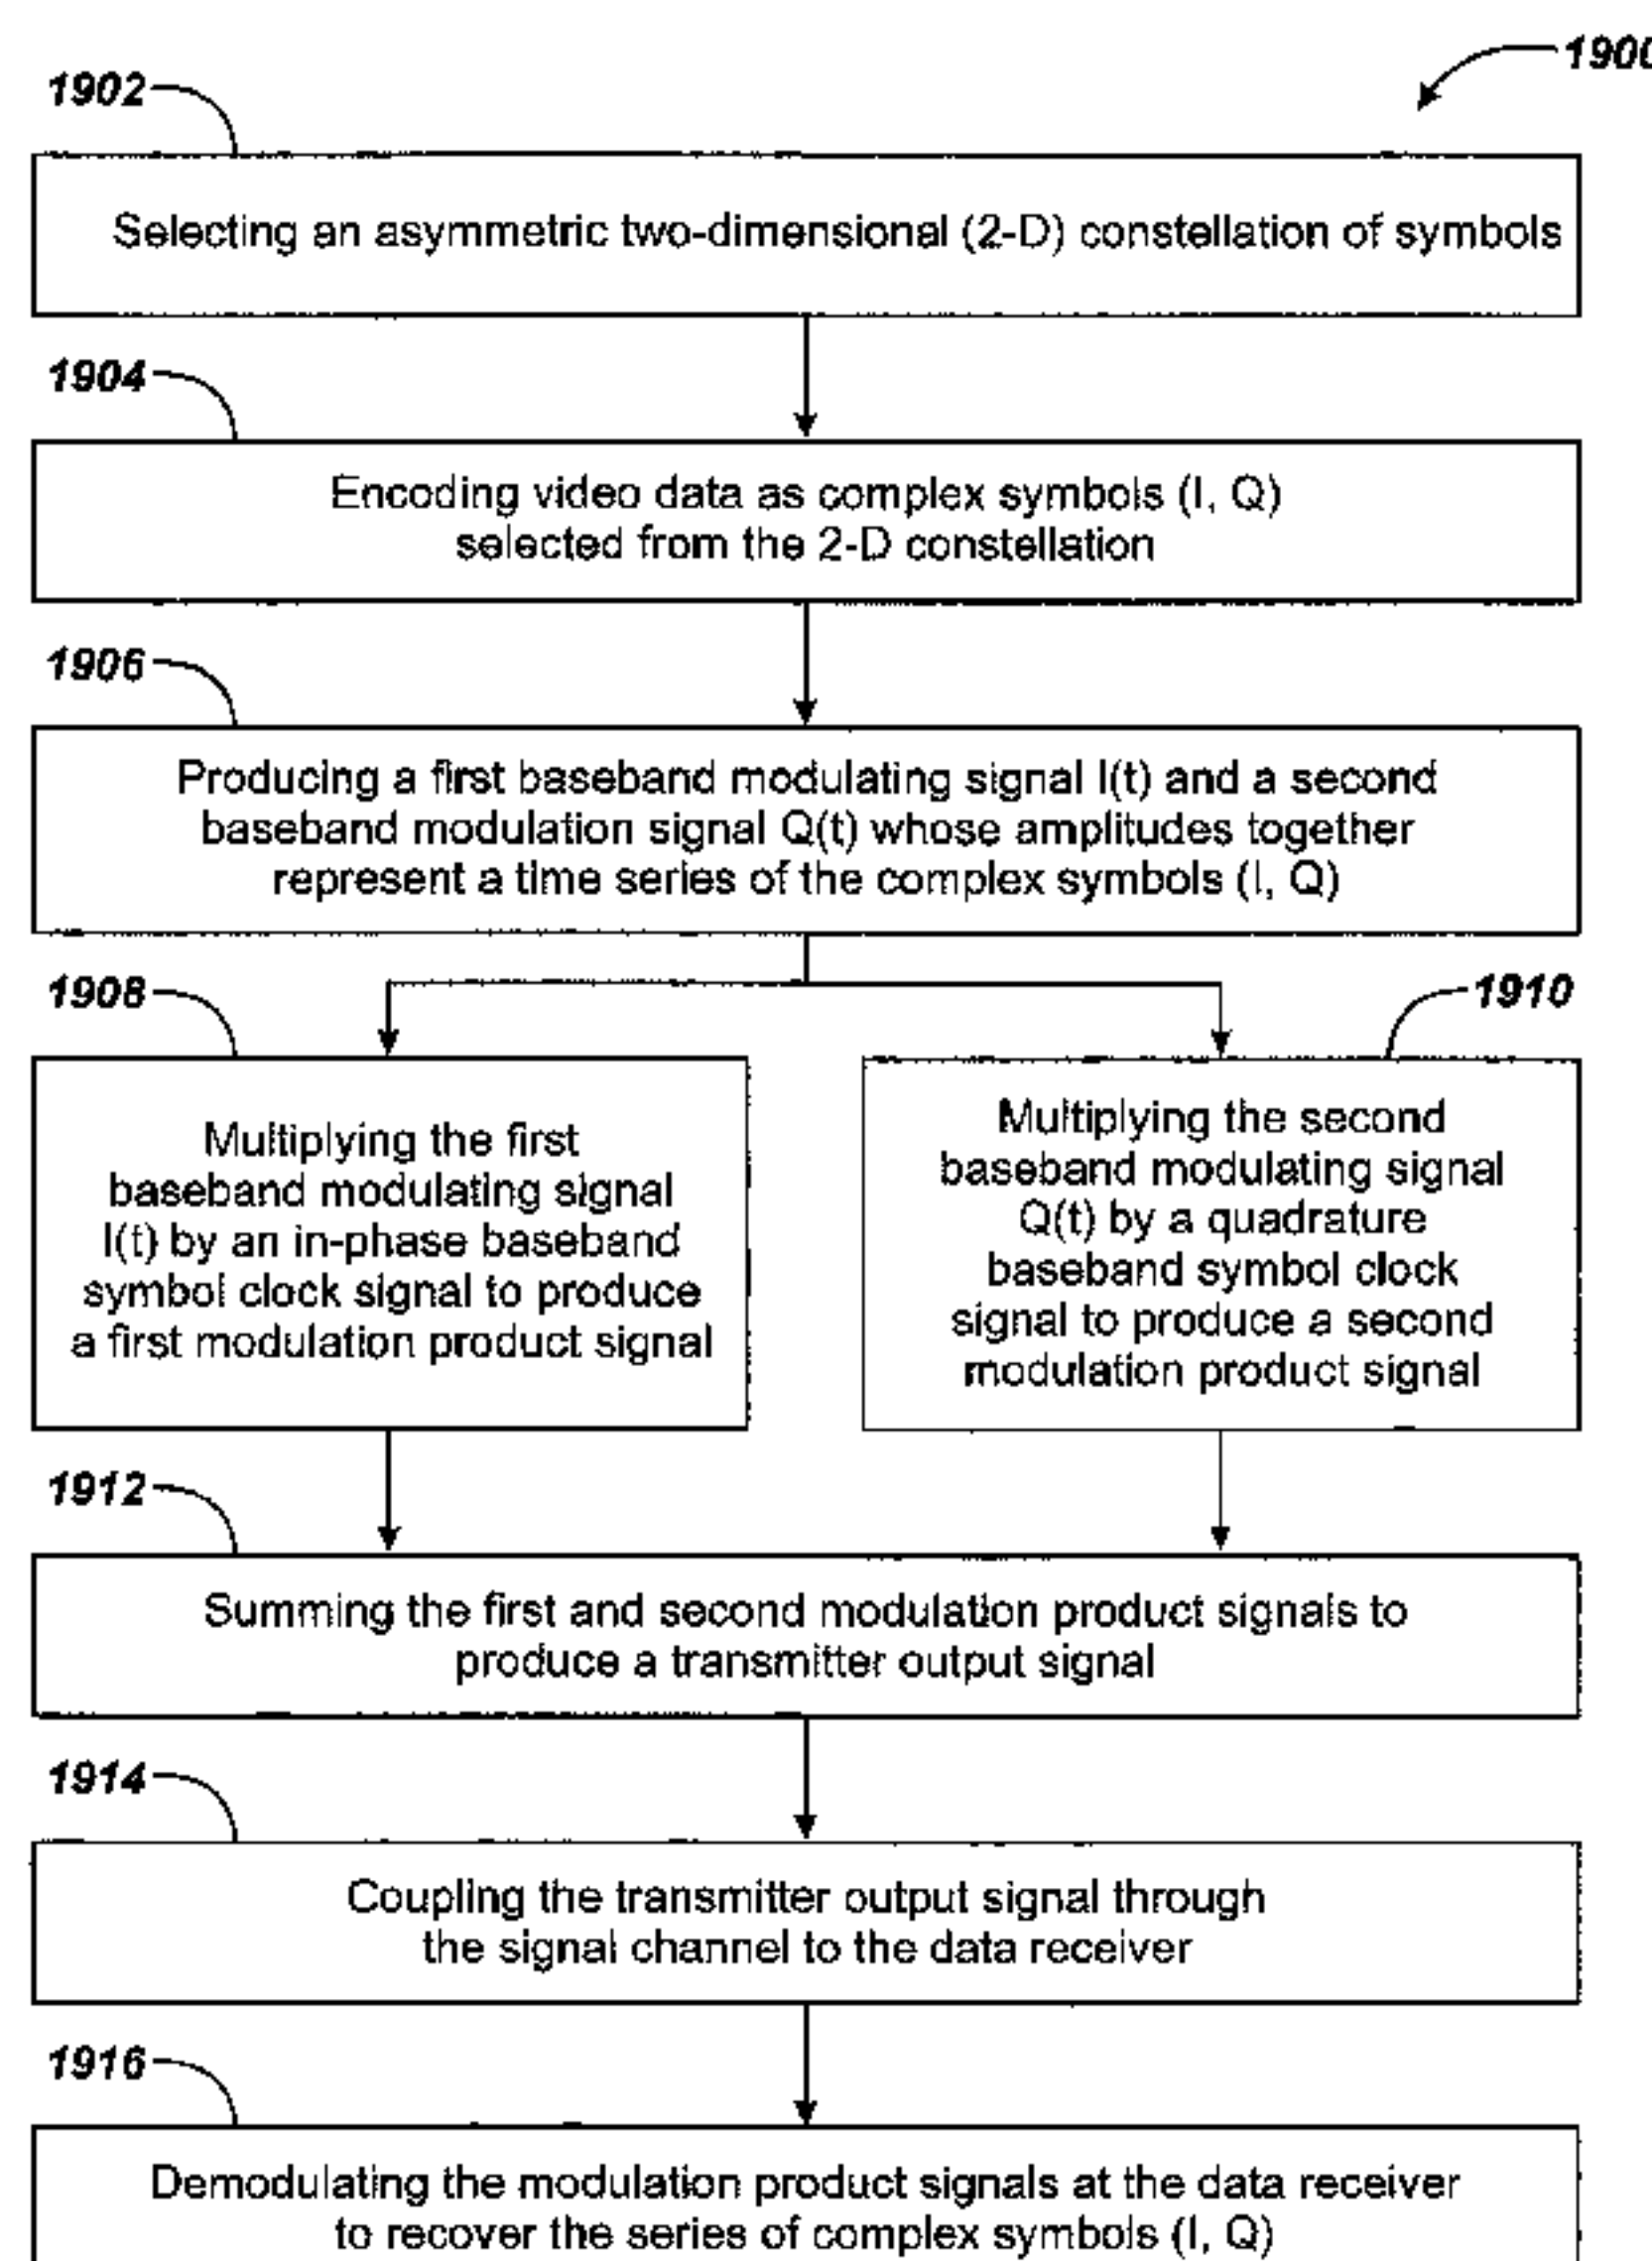 1900
1902
Selecting an asymmetric two-dimensional (2-D) constellation of symbols
1904
Encoding video data as complex symbols (I, Q)
selected from the 2-D constellation
1906
Producing a first baseband modulating signal I(t) and a second
baseband modulation signal Q(t) whose amplitudes together
represent a time series of the complex symbols (I, Q)
1908
Multiplying the first
baseband modulating signal
I(t) by an in-phase baseband
symbol clock signal to produce
a first modulation product signal
1910
Multiplying the second
baseband modulating signal
Q(t) by a quadrature
baseband symbol clock
signal to produce a second
modulation product signal
1912
Summing the first and second modulation product signals to
produce a transmitter output signal
1914
Coupling the transmitter output signal through
the signal channel to the data receiver
1916
Demodulating the modulation product signals at the data receiver
to recover the series of complex symbols (I, Q)